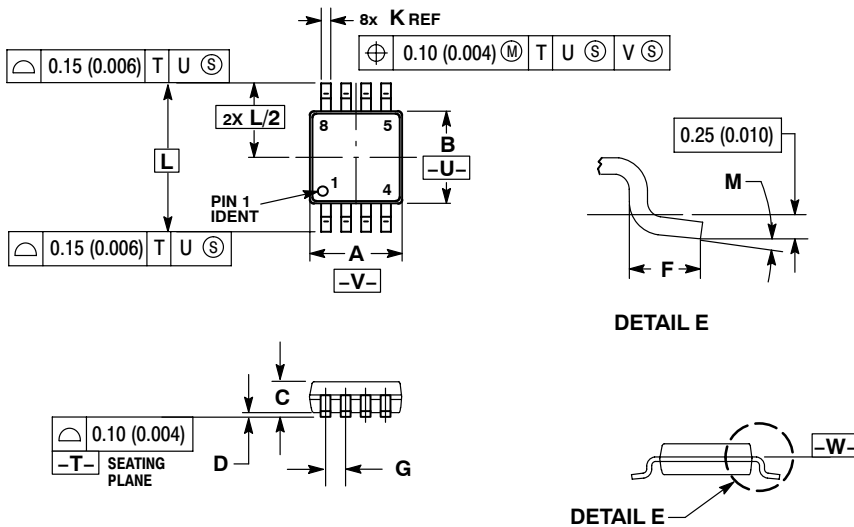 8x K REF
0.10 (0.004) Ⓜ T U Ⓢ V Ⓢ
0.15 (0.006) T U Ⓢ
2X L/2
8 5
B
-U-
L
1 4
PIN 1
IDENT
0.15 (0.006) T U Ⓢ
A
-V-
0.25 (0.010)
M
F
DETAIL E
C
0.10 (0.004)
-T- SEATING
PLANE
D
G
-W-
DETAIL E